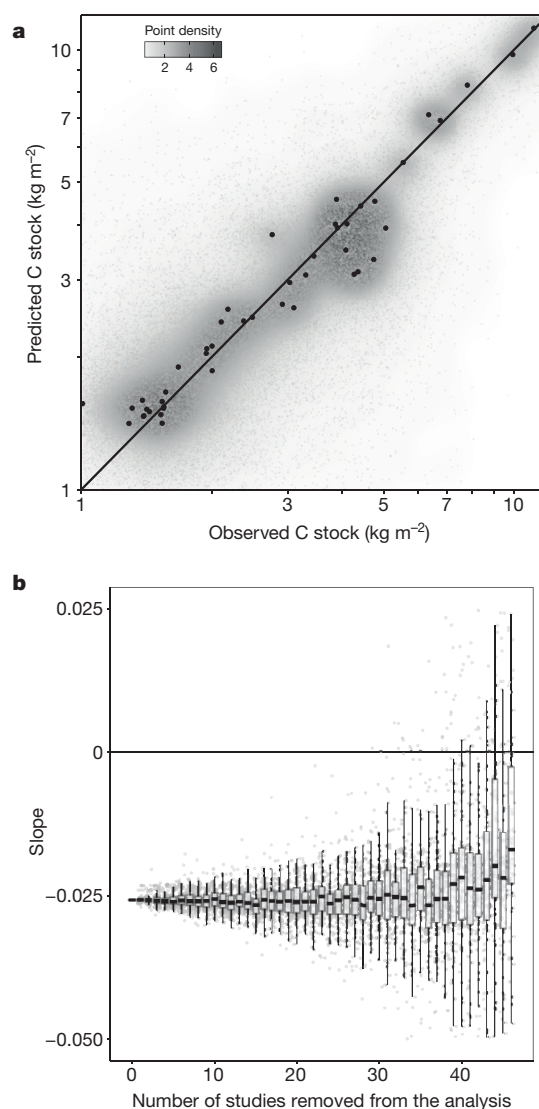 a
Point density
2 4 6
10
7
5
3
1
Predicted C stock (kg m⁻²)
1 3 5 7 10
Observed C stock (kg m⁻²)
b
0.025
0
−0.025
−0.050
Slope
0 10 20 30 40
Number of studies removed from the analysis